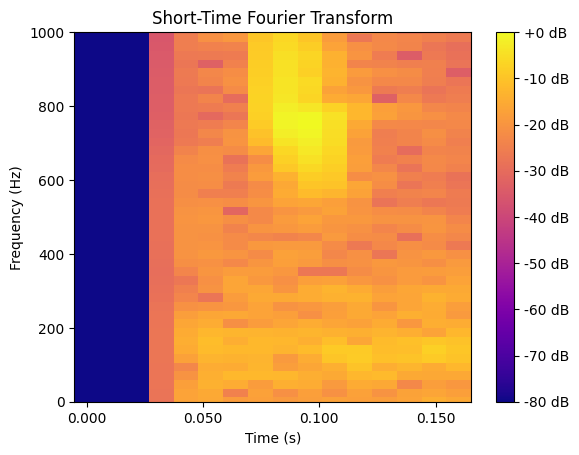 Short-Time Fourier Transform
Frequency (Hz)
1000
800
600
400
200
0
0.000 0.050 0.100 0.150
Time (s)
+0 dB
-10 dB
-20 dB
-30 dB
-40 dB
-50 dB
-60 dB
-70 dB
-80 dB